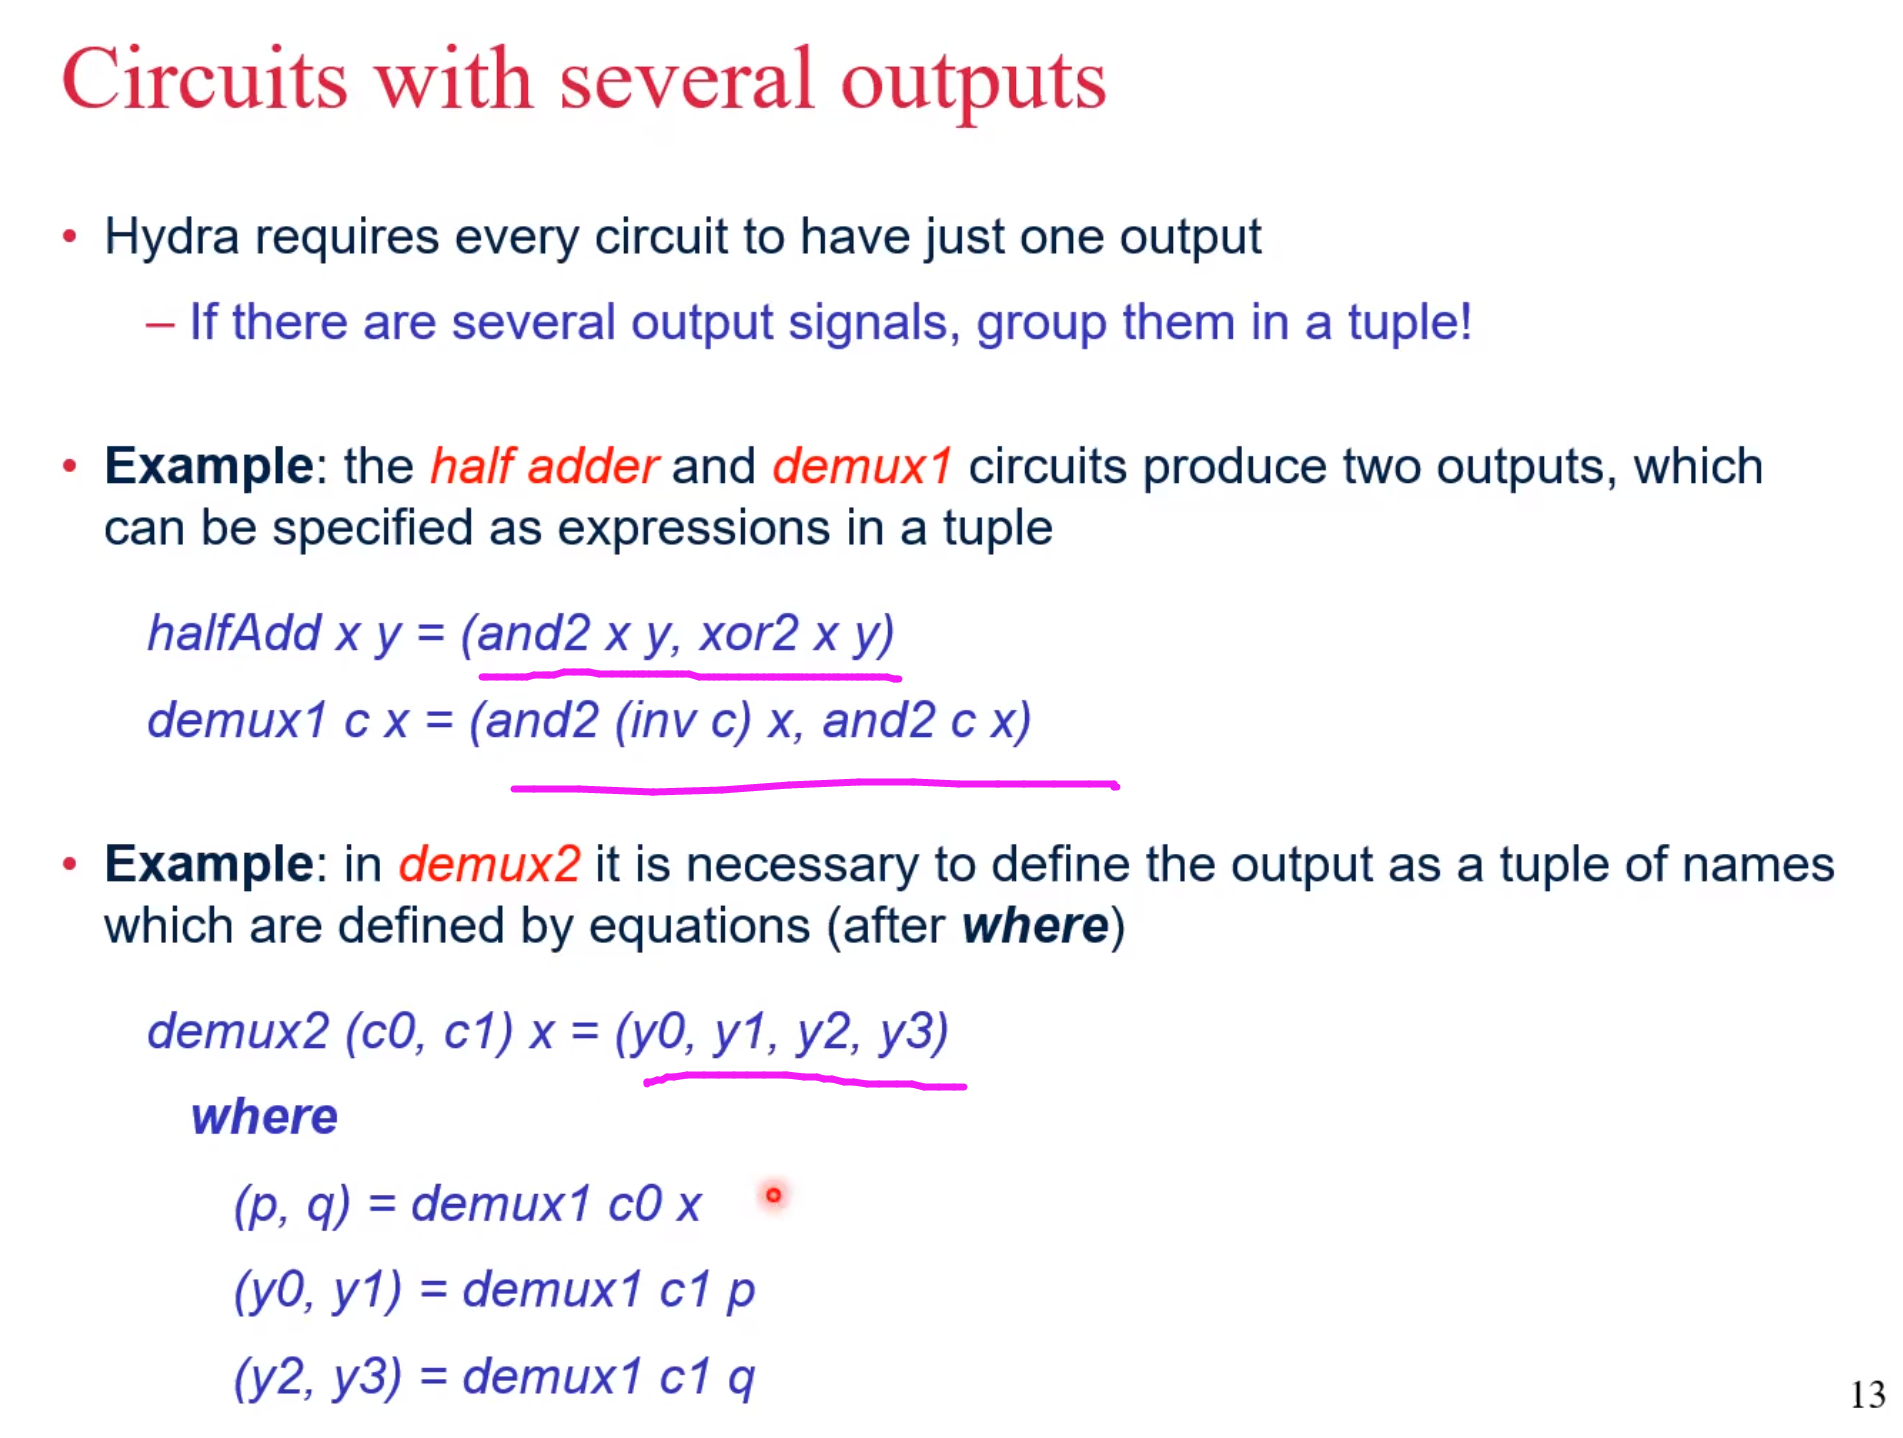 Circuits with several outputs
• Hydra requires every circuit to have just one output
– If there are several output signals, group them in a tuple!
• Example: the half adder and demux1 circuits produce two outputs, which
can be specified as expressions in a tuple
halfAdd x y = (and2 x y, xor2 x y)
demux1 c x = (and2 (inv c) x, and2 c x)
• Example: in demux2 it is necessary to define the output as a tuple of names
which are defined by equations (after where)
demux2 (c0, c1) x = (y0, y1, y2, y3)
where
(p, q) = demux1 c0 x
(y0, y1) = demux1 c1 p
(y2, y3) = demux1 c1 q
13